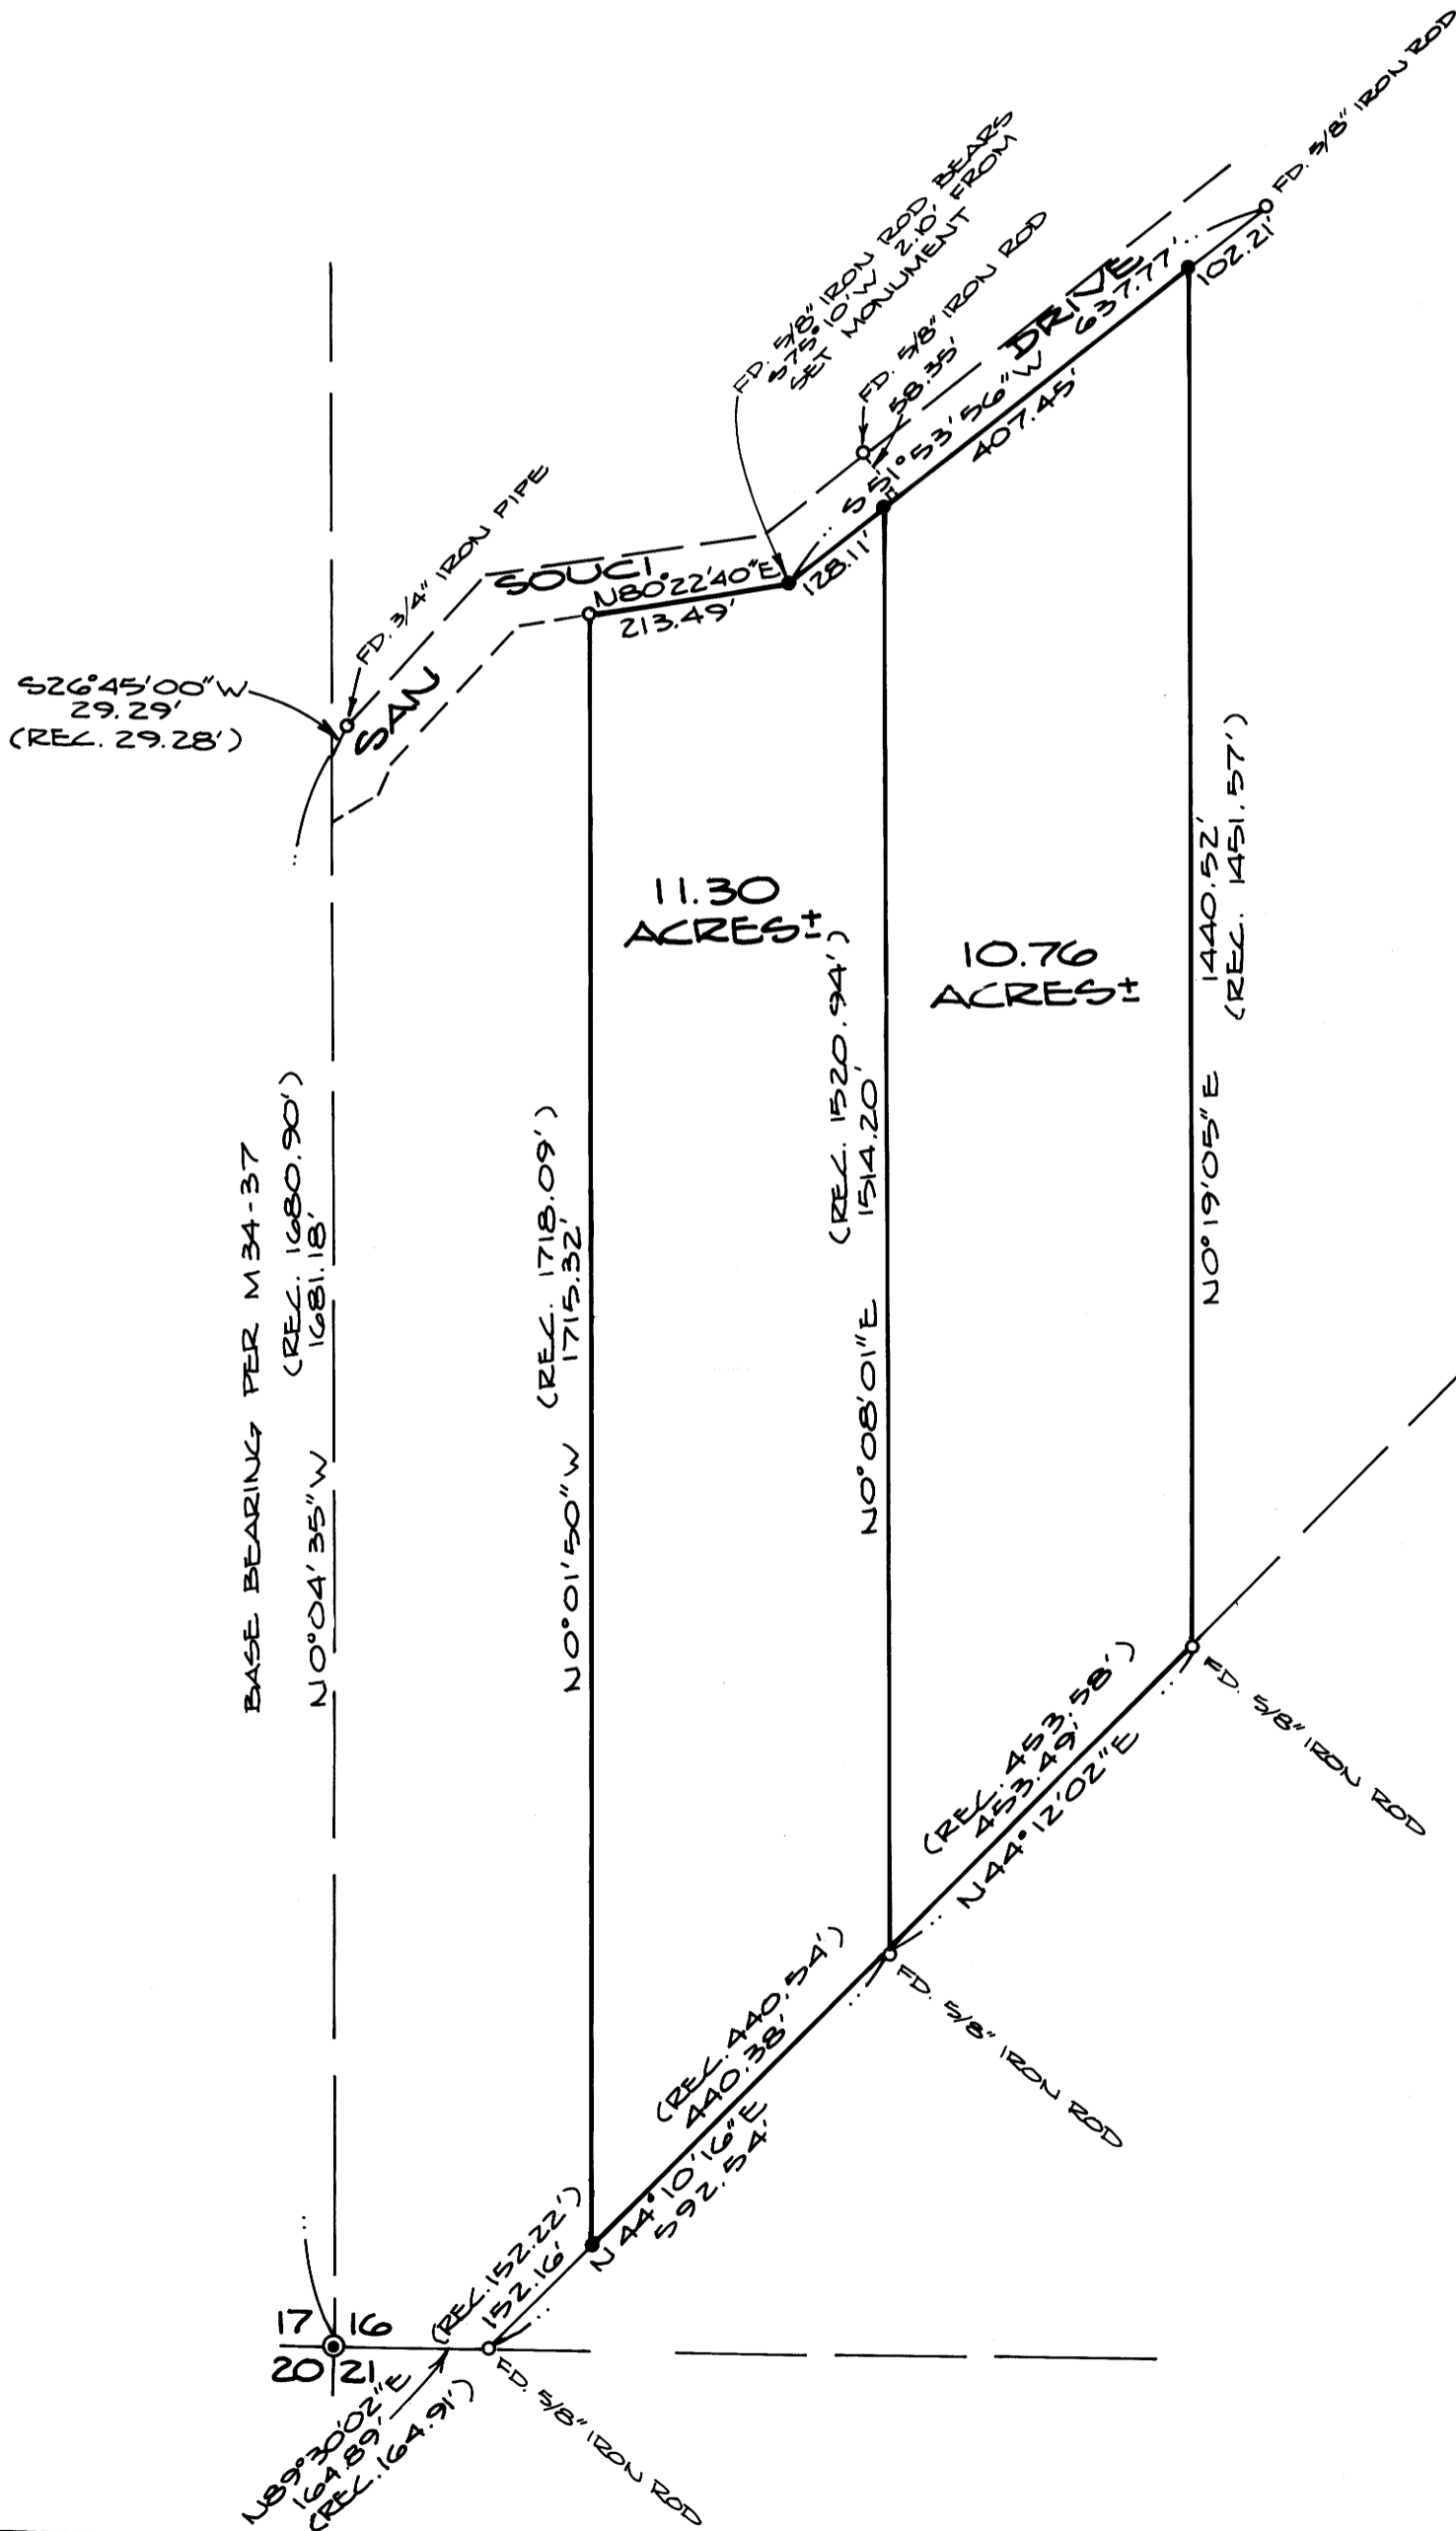 FD. 5/8" IRON ROD
FD. 5/8" IRON ROD BEARS
S75°10'W 2.10' FROM
SET MONUMENT
FD. 5/8" IRON ROD
58.35'
DRIVE
S51°53'56"W 637.77'
407.45'
102.21'
128.11'
FD. 3/4" IRON PIPE
SOUCI
N80°22'40"E
213.49'
SAN
S26°45'00"W
29.29'
(REC. 29.28')
11.30
ACRES±
10.76
ACRES±
BASE BEARING PER M34-37
(REC. 1680.90')
N0°04'35"W 1681.18'
(REC. 1718.09')
N0°01'50"W 1715.32'
(REC. 1520.94')
N0°08'01"E 1514.20'
N0°19'05"E 1440.52'
(REC. 1451.57')
(REC. 453.58')
453.49'
N44°12'02"E
FD. 5/8" IRON ROD
(REC. 440.54')
440.38'
N44°10'16"E
592.54'
FD. 5/8" IRON ROD
(REC. 152.22')
152.16'
17 16
20 21
N89°30'02"E
164.89'
(REC. 164.91')
FD. 5/8" IRON ROD